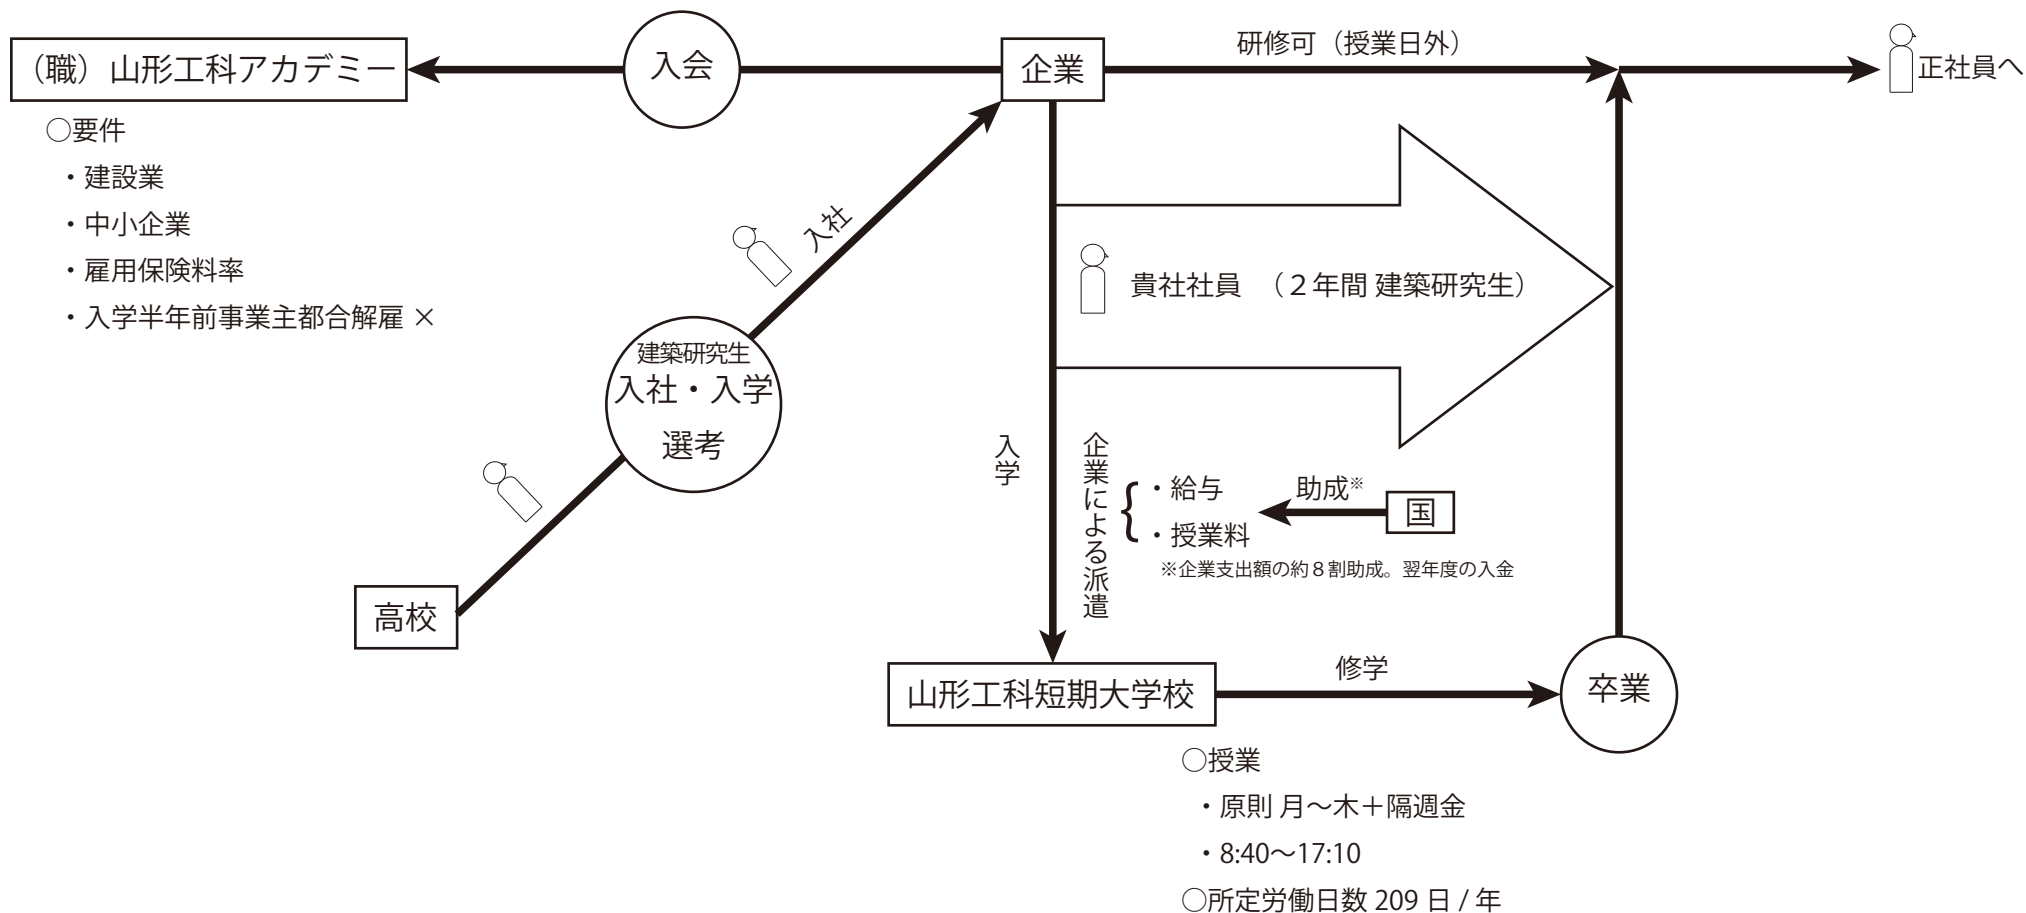 （職）山形工科アカデミー
入会
企業
研修可（授業日外）
正社員へ
○要件
・建設業
・中小企業
・雇用保険料率
・入学半年前事業主都合解雇 ×
入社
貴社社員 （２年間 建築研究生）
建築研究生
入社・入学
選考
高校
入学
企業による派遣
・給与
・授業料
助成※
国
※企業支出額の約８割助成。翌年度の入金
山形工科短期大学校
修学
卒業
○授業
・原則 月～木＋隔週金
・8:40～17:10
○所定労働日数 209 日 / 年